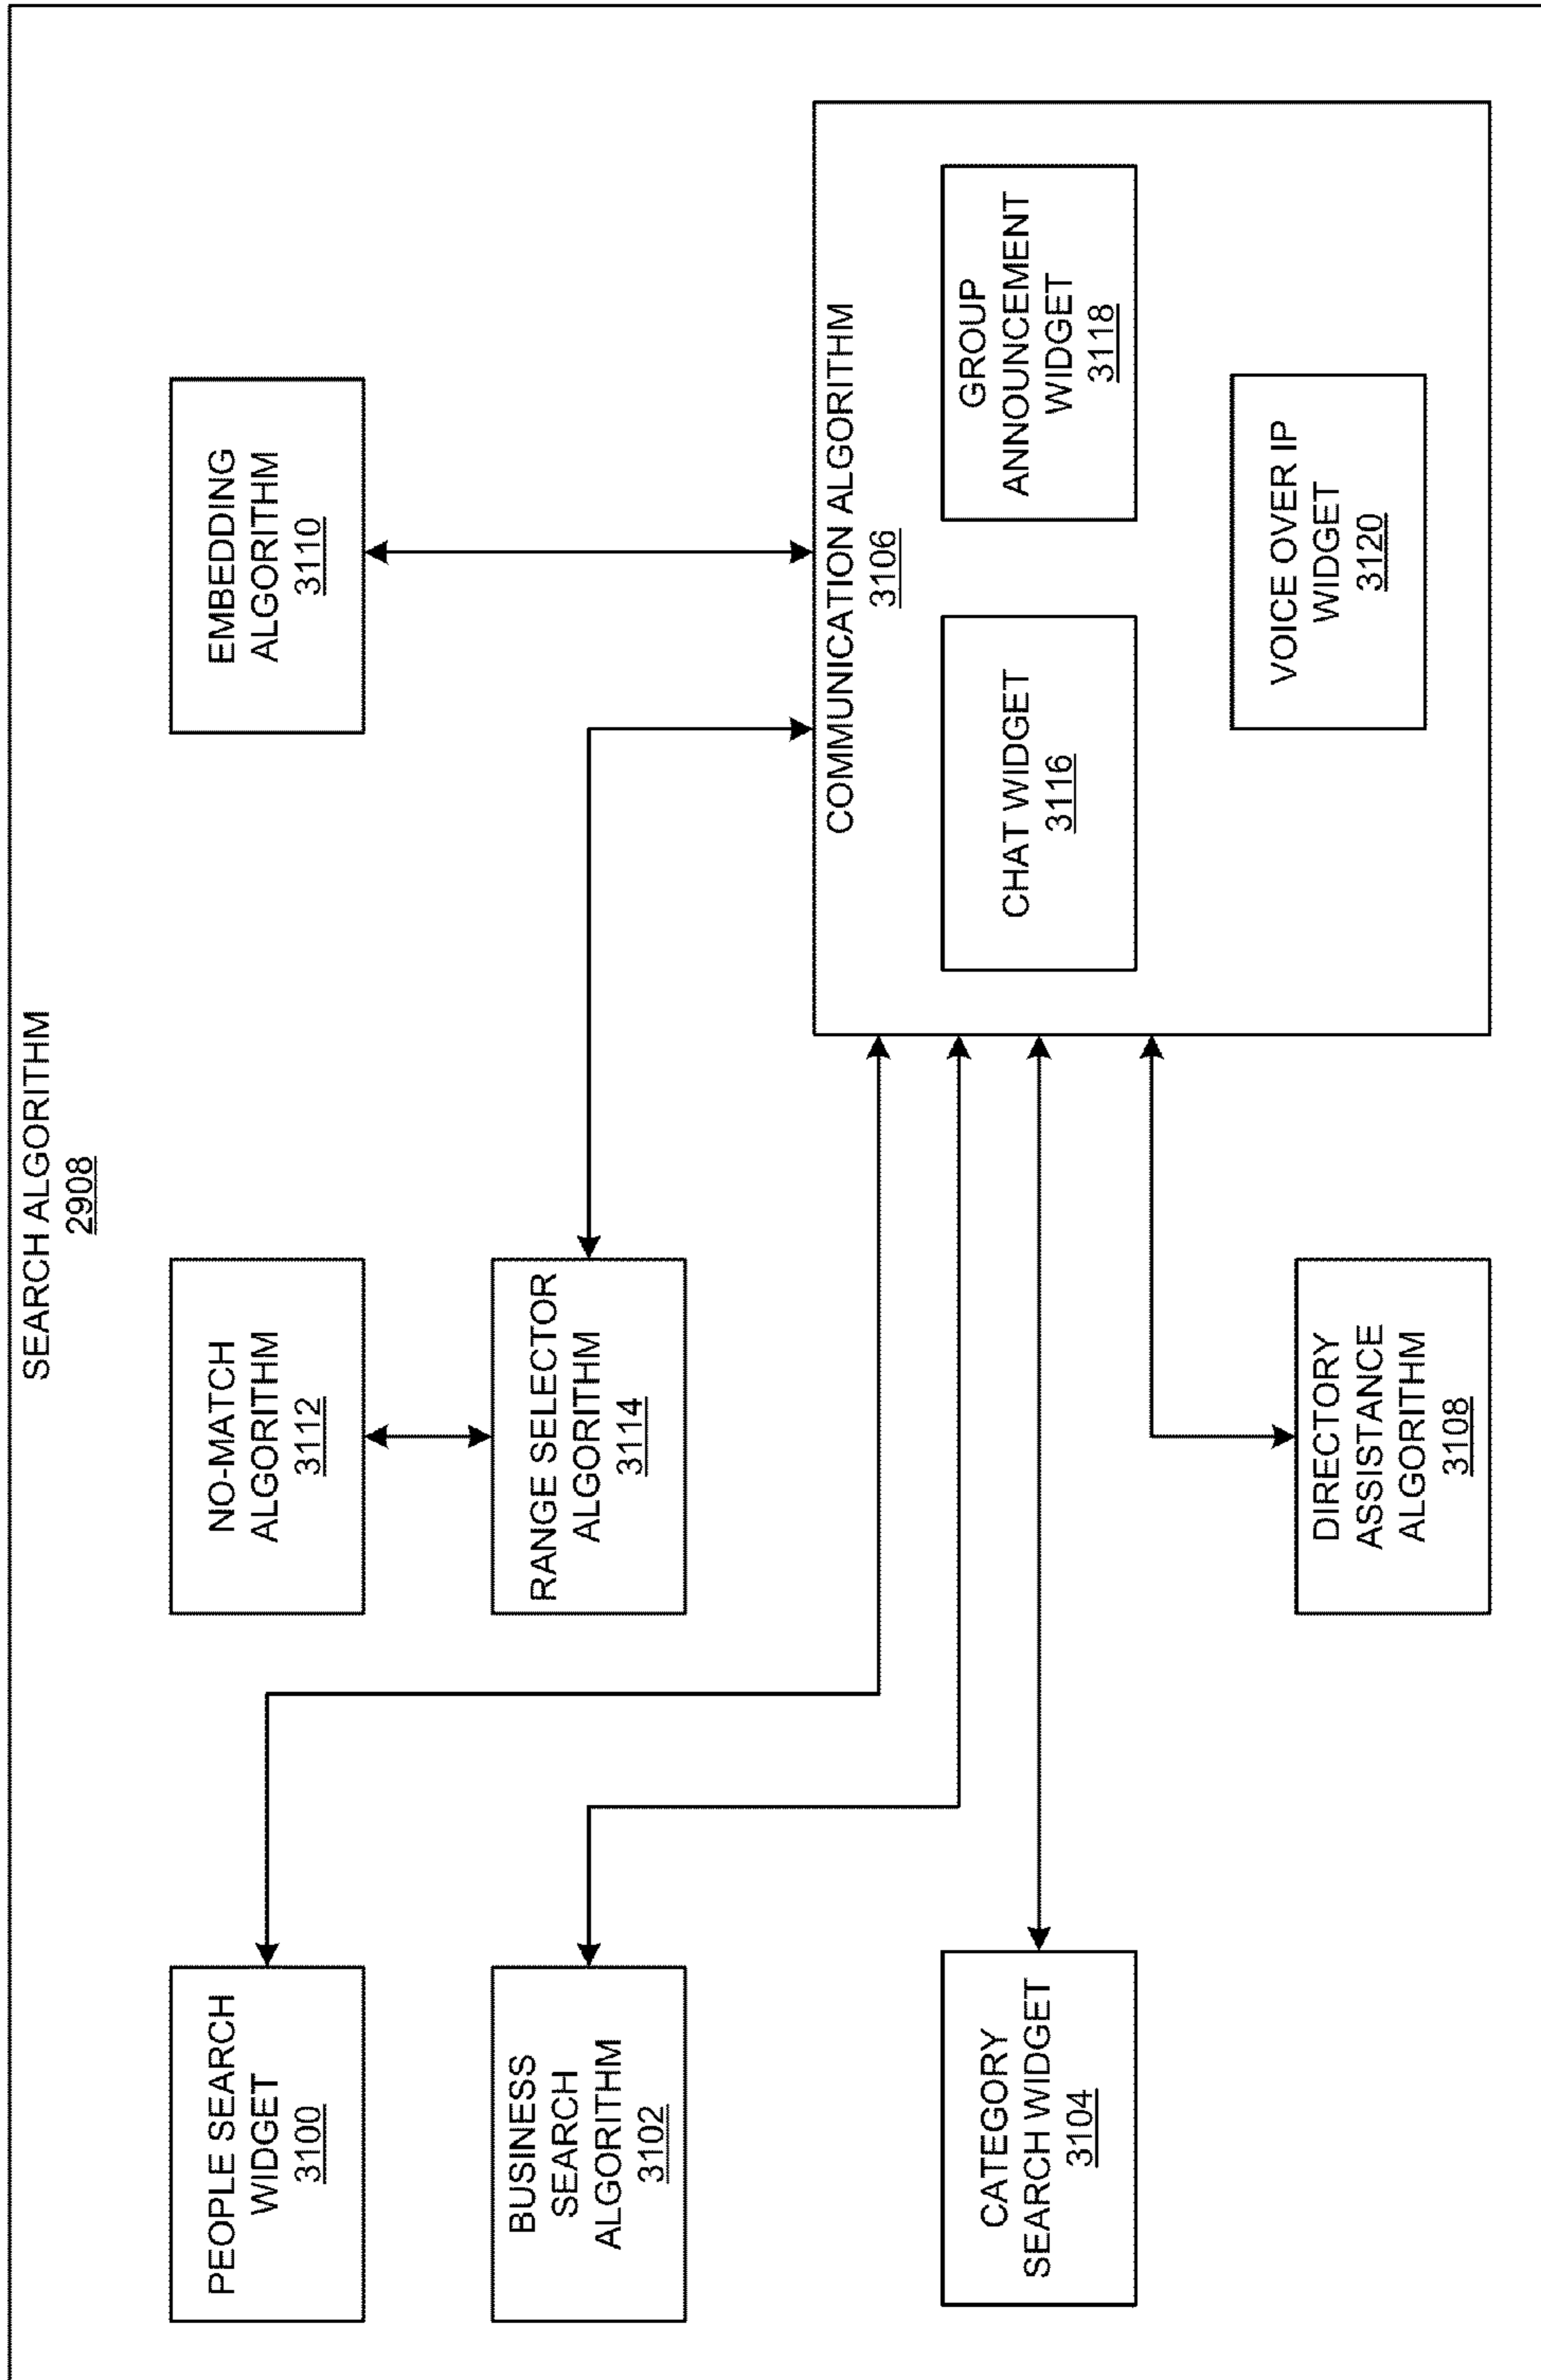 SEARCH ALGORITHM
2908
PEOPLE SEARCH
WIDGET
3100
NO-MATCH
ALGORITHM
3112
EMBEDDING
ALGORITHM
3110
BUSINESS
SEARCH
ALGORITHM
3102
RANGE SELECTOR
ALGORITHM
3114
COMMUNICATION ALGORITHM
3106
CATEGORY
SEARCH WIDGET
3104
CHAT WIDGET
3116
GROUP
ANNOUNCEMENT
WIDGET
3118
DIRECTORY
ASSISTANCE
ALGORITHM
3108
VOICE OVER IP
WIDGET
3120